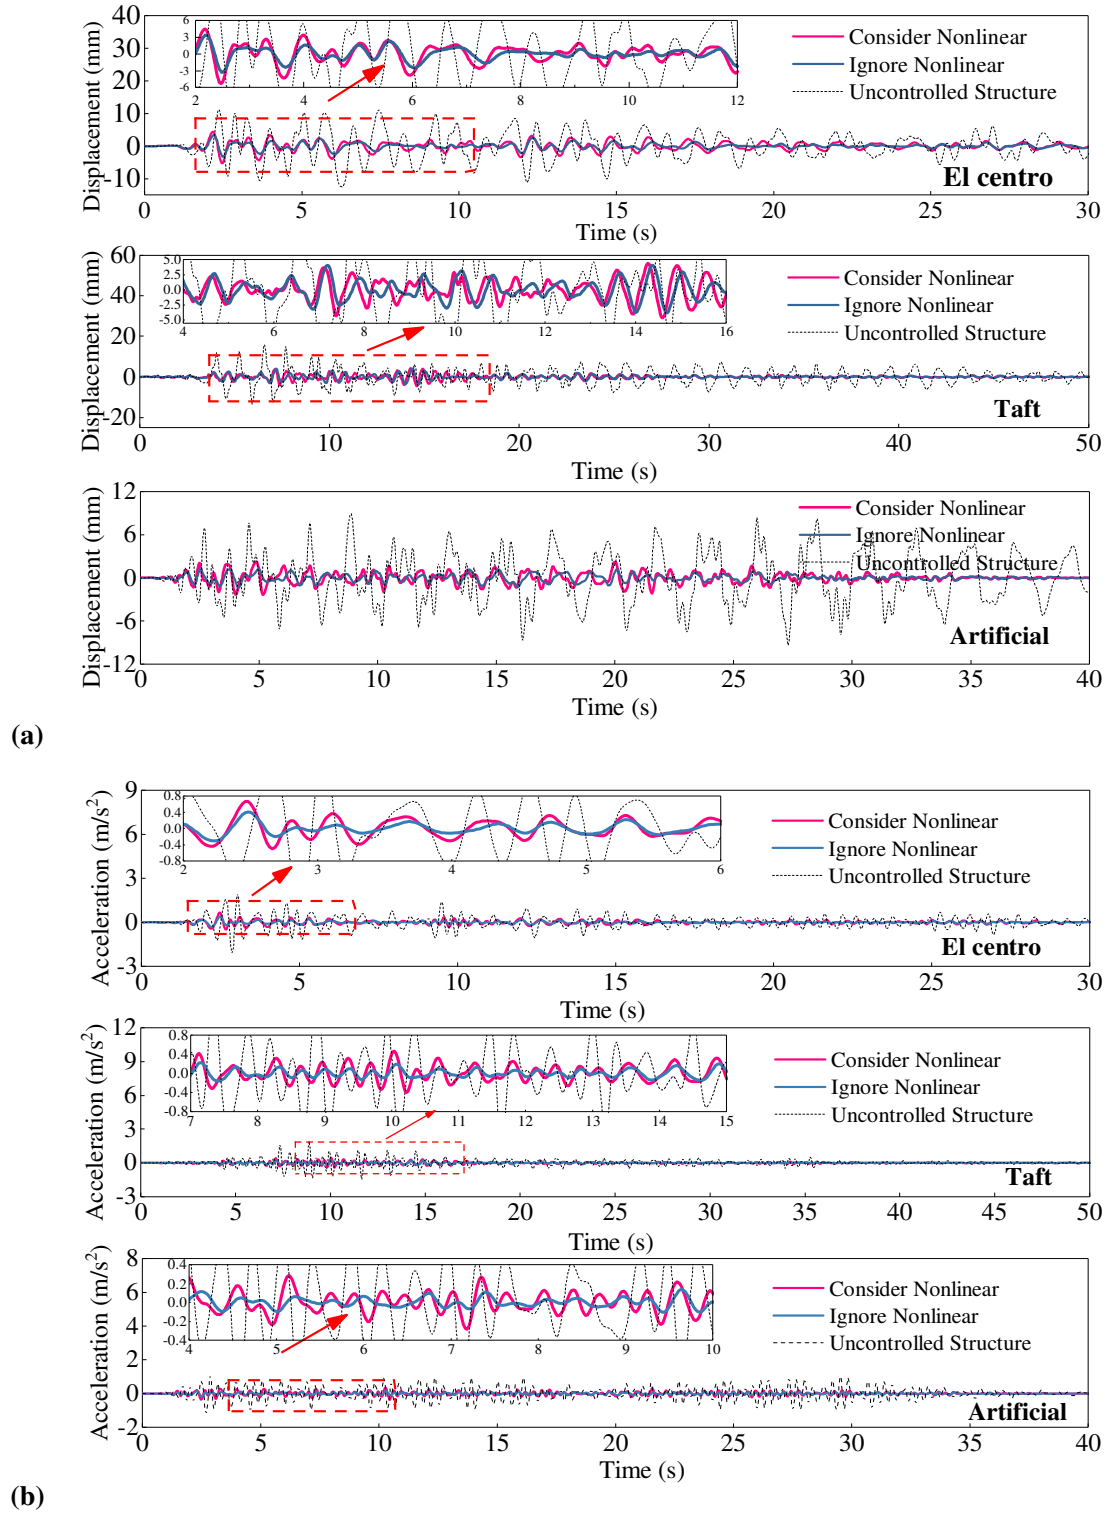 40
30
20
10
0
-10
Displacement (mm)
6
3
0
-3
-6
2 4 6 8 10 12
Consider Nonlinear
Ignore Nonlinear
Uncontrolled Structure
El centro
0 5 10 15 20 25 30
Time (s)
60
40
20
0
-20
Displacement (mm)
5.0
2.5
0.0
-2.5
-5.0
4 6 8 10 12 14 16
Consider Nonlinear
Ignore Nonlinear
Uncontrolled Structure
Taft
0 10 20 30 40 50
Time (s)
12
6
0
-6
-12
Displacement (mm)
Consider Nonlinear
Ignore Nonlinear
Uncontrolled Structure
Artificial
0 5 10 15 20 25 30 35 40
Time (s)
(a)
9
6
3
0
-3
Acceleration (m/s²)
0.8
0.4
0.0
-0.4
-0.8
2 3 4 5 6
Consider Nonlinear
Ignore Nonlinear
Uncontrolled Structure
El centro
0 5 10 15 20 25 30
Time (s)
12
9
6
3
0
-3
Acceleration (m/s²)
0.8
0.4
0.0
-0.4
-0.8
7 8 9 10 11 12 13 14 15
Consider Nonlinear
Ignore Nonlinear
Uncontrolled Structure
Taft
0 5 10 15 20 25 30 35 40 45 50
Time (s)
8
6
4
2
0
-2
Acceleration (m/s²)
0.4
0.2
0.0
-0.2
-0.4
4 5 6 7 8 9 10
Consider Nonlinear
Ignore Nonlinear
Uncontrolled Structure
Artificial
0 5 10 15 20 25 30 35 40
Time (s)
(b)